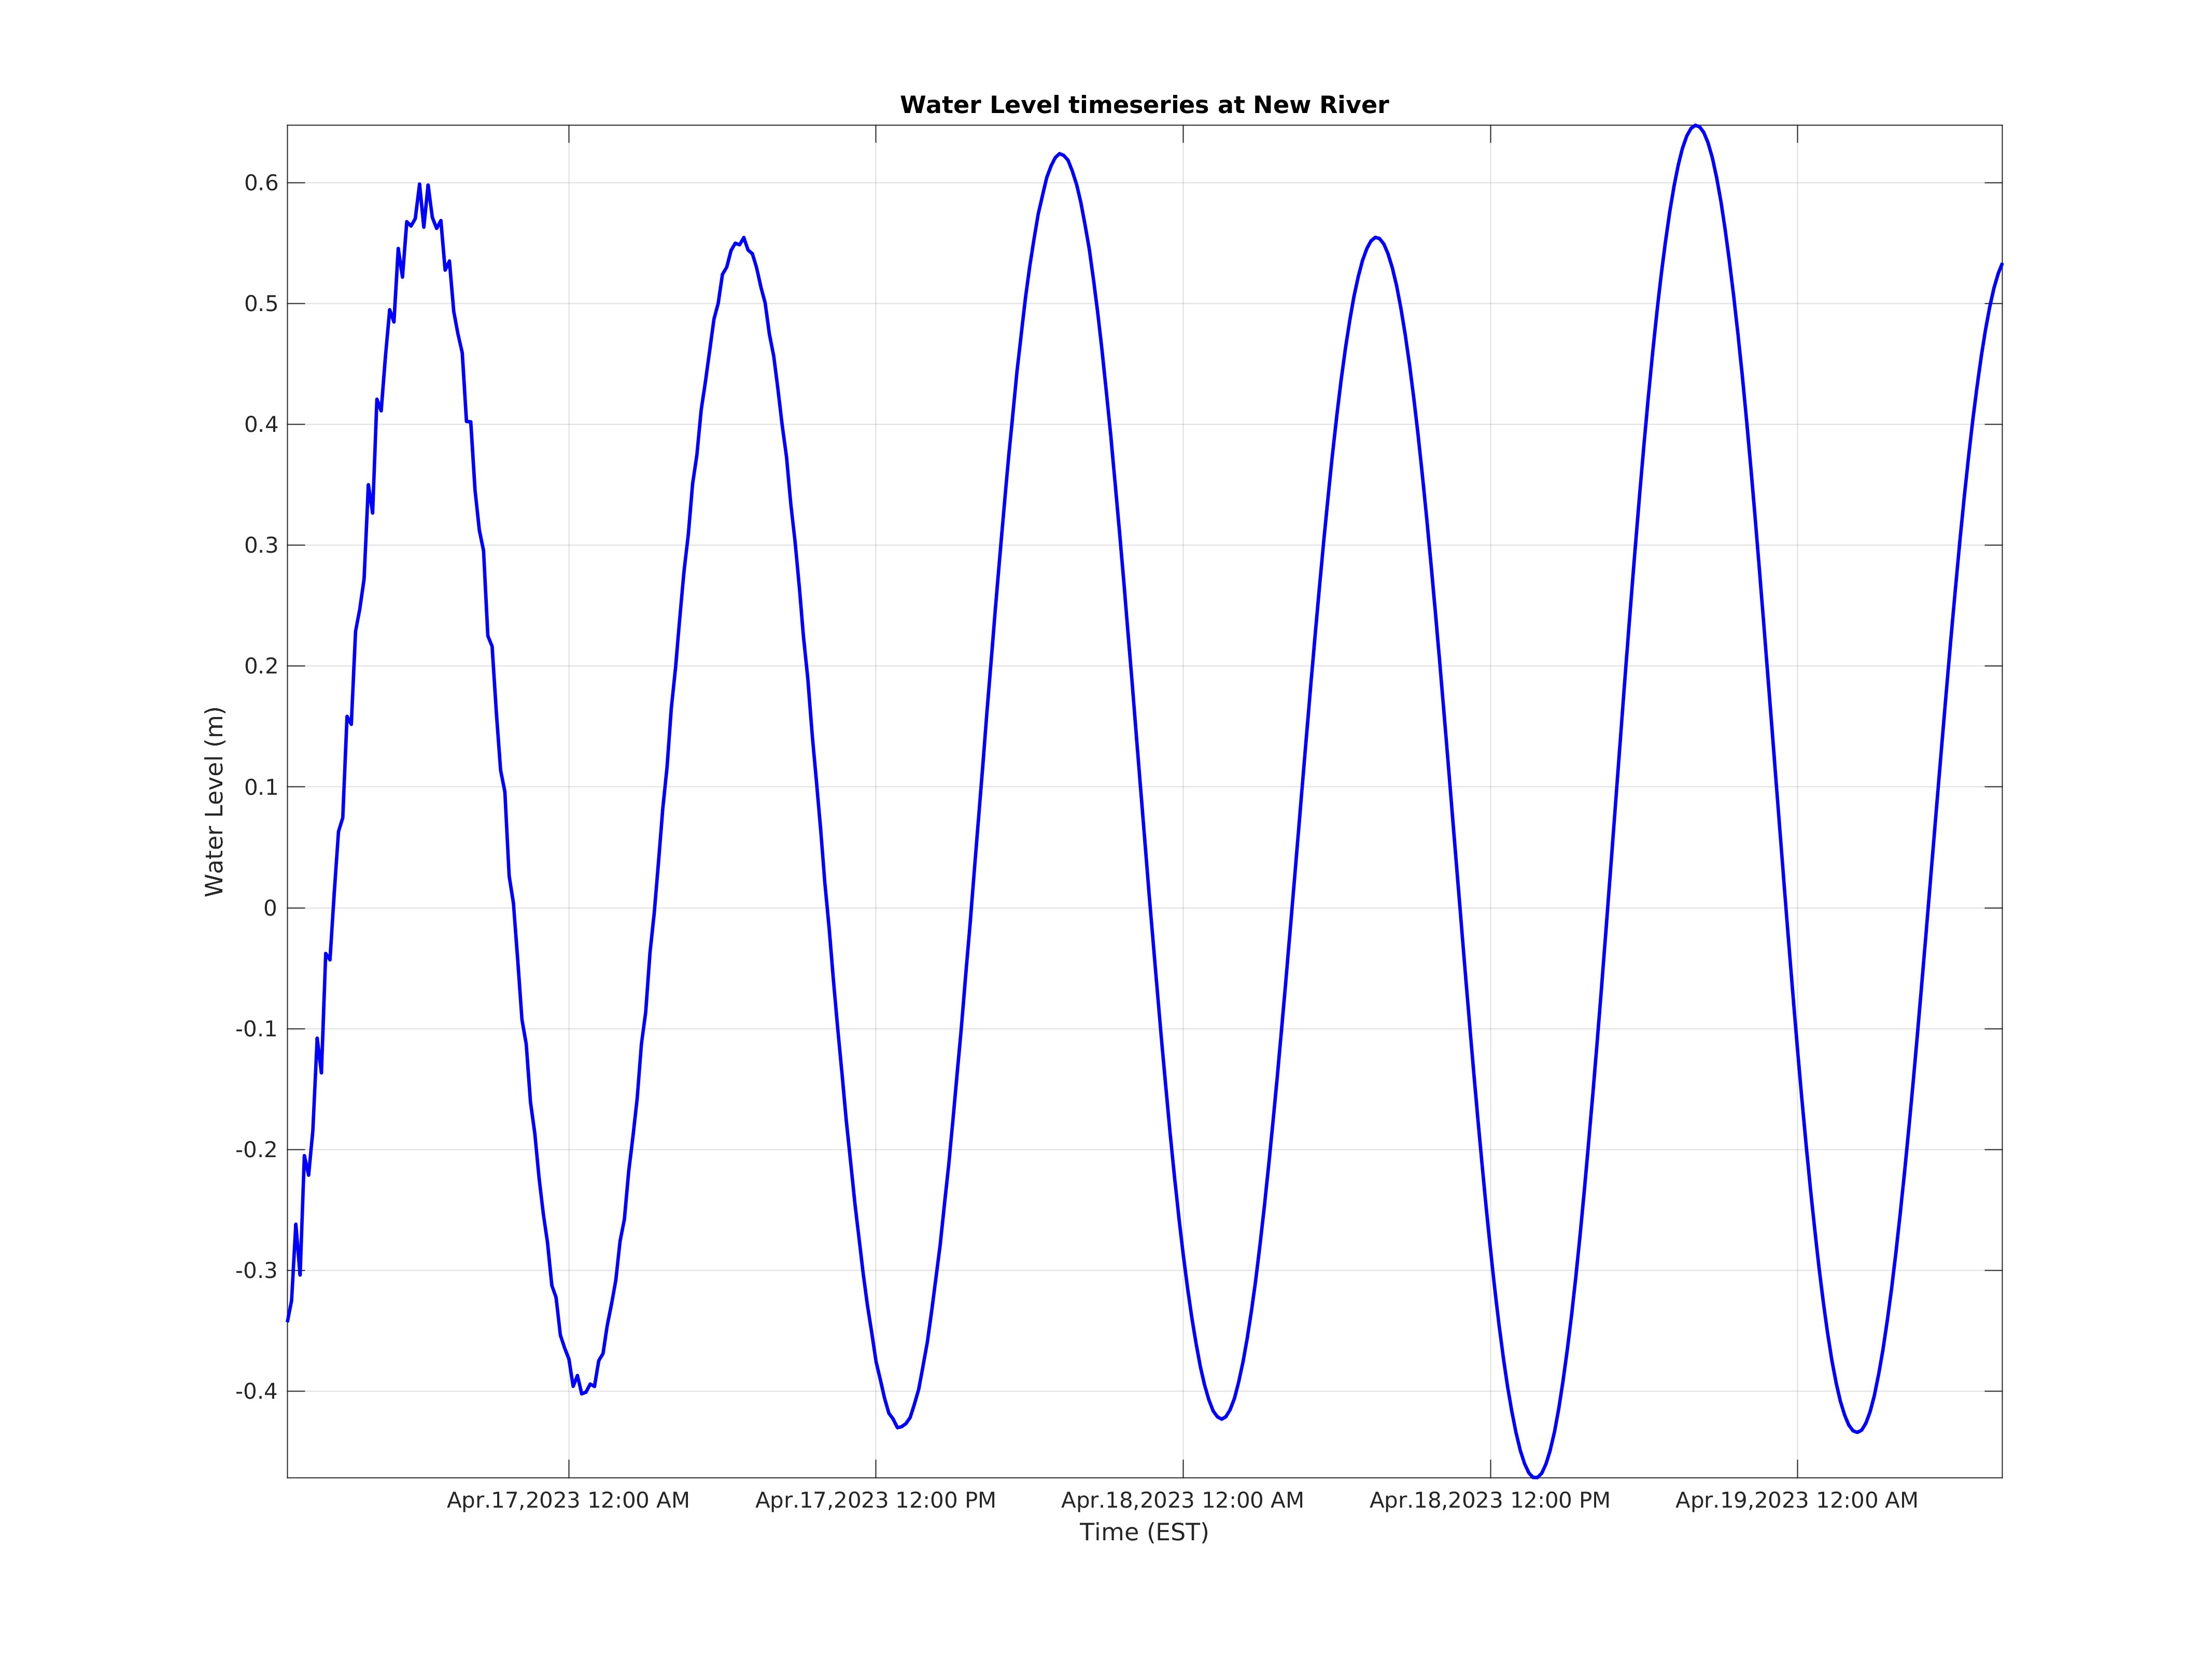 Water Level timeseries at New River
0.6
0.5
0.4
0.3
0.2
0.1
0
-0.1
-0.2
-0.3
-0.4
Water Level (m)
Apr.17,2023 12:00 AM
Apr.17,2023 12:00 PM
Apr.18,2023 12:00 AM
Apr.18,2023 12:00 PM
Apr.19,2023 12:00 AM
Time (EST)